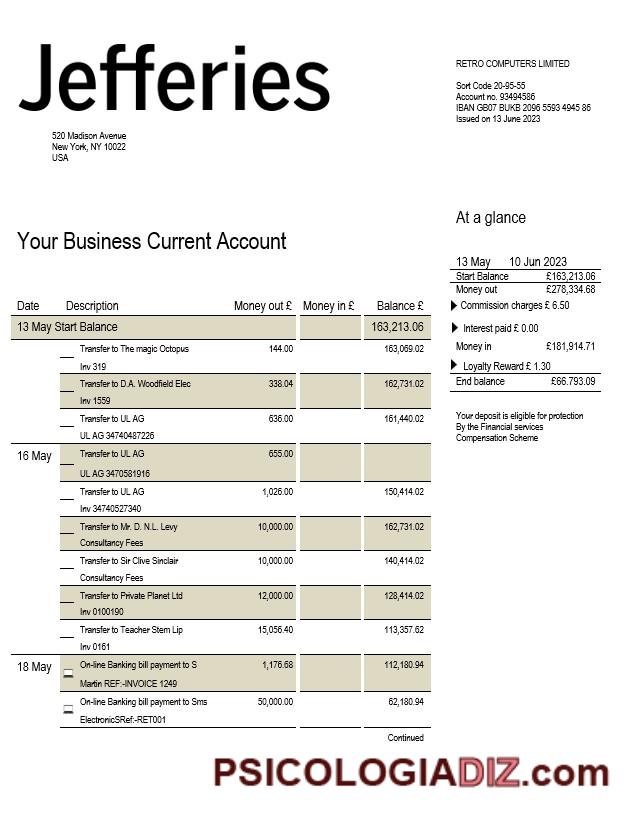 Jefferies
520 Madison Avenue
New York, NY 10022
USA
RETRO COMPUTERS LIMITED
Sort Code 20-95-55
Account no. 93494586
IBAN GB07 BUKB 2096 5593 4945 86
Issued on 13 June 2023
At a glance
13 May 10 Jun 2023
Start Balance £163,213.06
Money out £278,334.68
Commission charges £ 6.50
Interest paid £ 0.00
Money in £181,914.71
Loyalty Reward £ 1.30
End balance £66.793.09
Your deposit is eligible for protection
By the Financial services
Compensation Scheme
Your Business Current Account
Date Description Money out £ Money in £ Balance £
13 May Start Balance 163,213.06
Transfer to The magic Octopus 144.00 163,069.02
Inv 319
Transfer to D.A. Woodfield Elec 338.04 162,731.02
Inv 1559
Transfer to UL AG 636.00 161,440.02
UL AG 34740487226
16 May Transfer to UL AG 655.00
UL AG 3470581916
Transfer to UL AG 1,026.00 150,414.02
Inv 34740527340
Transfer to Mr. D. N.L. Levy 10,000.00 162,731.02
Consultancy Fees
Transfer to Sir Clive Sinclair 10,000.00 140,414.02
Consultancy Fees
Transfer to Private Planet Ltd 12,000.00 128,414.02
Inv 0100190
Transfer to Teacher Stem Lip 15,056.40 113,357.62
Inv 0161
18 May On-line Banking bill payment to S 1,176.68 112,180.94
Martin REF:-INVOICE 1249
On-line Banking bill payment to Sms 50,000.00 62,180.94
ElectronicSRef:-RET001
Continued
PSICOLOGIADIZ.com